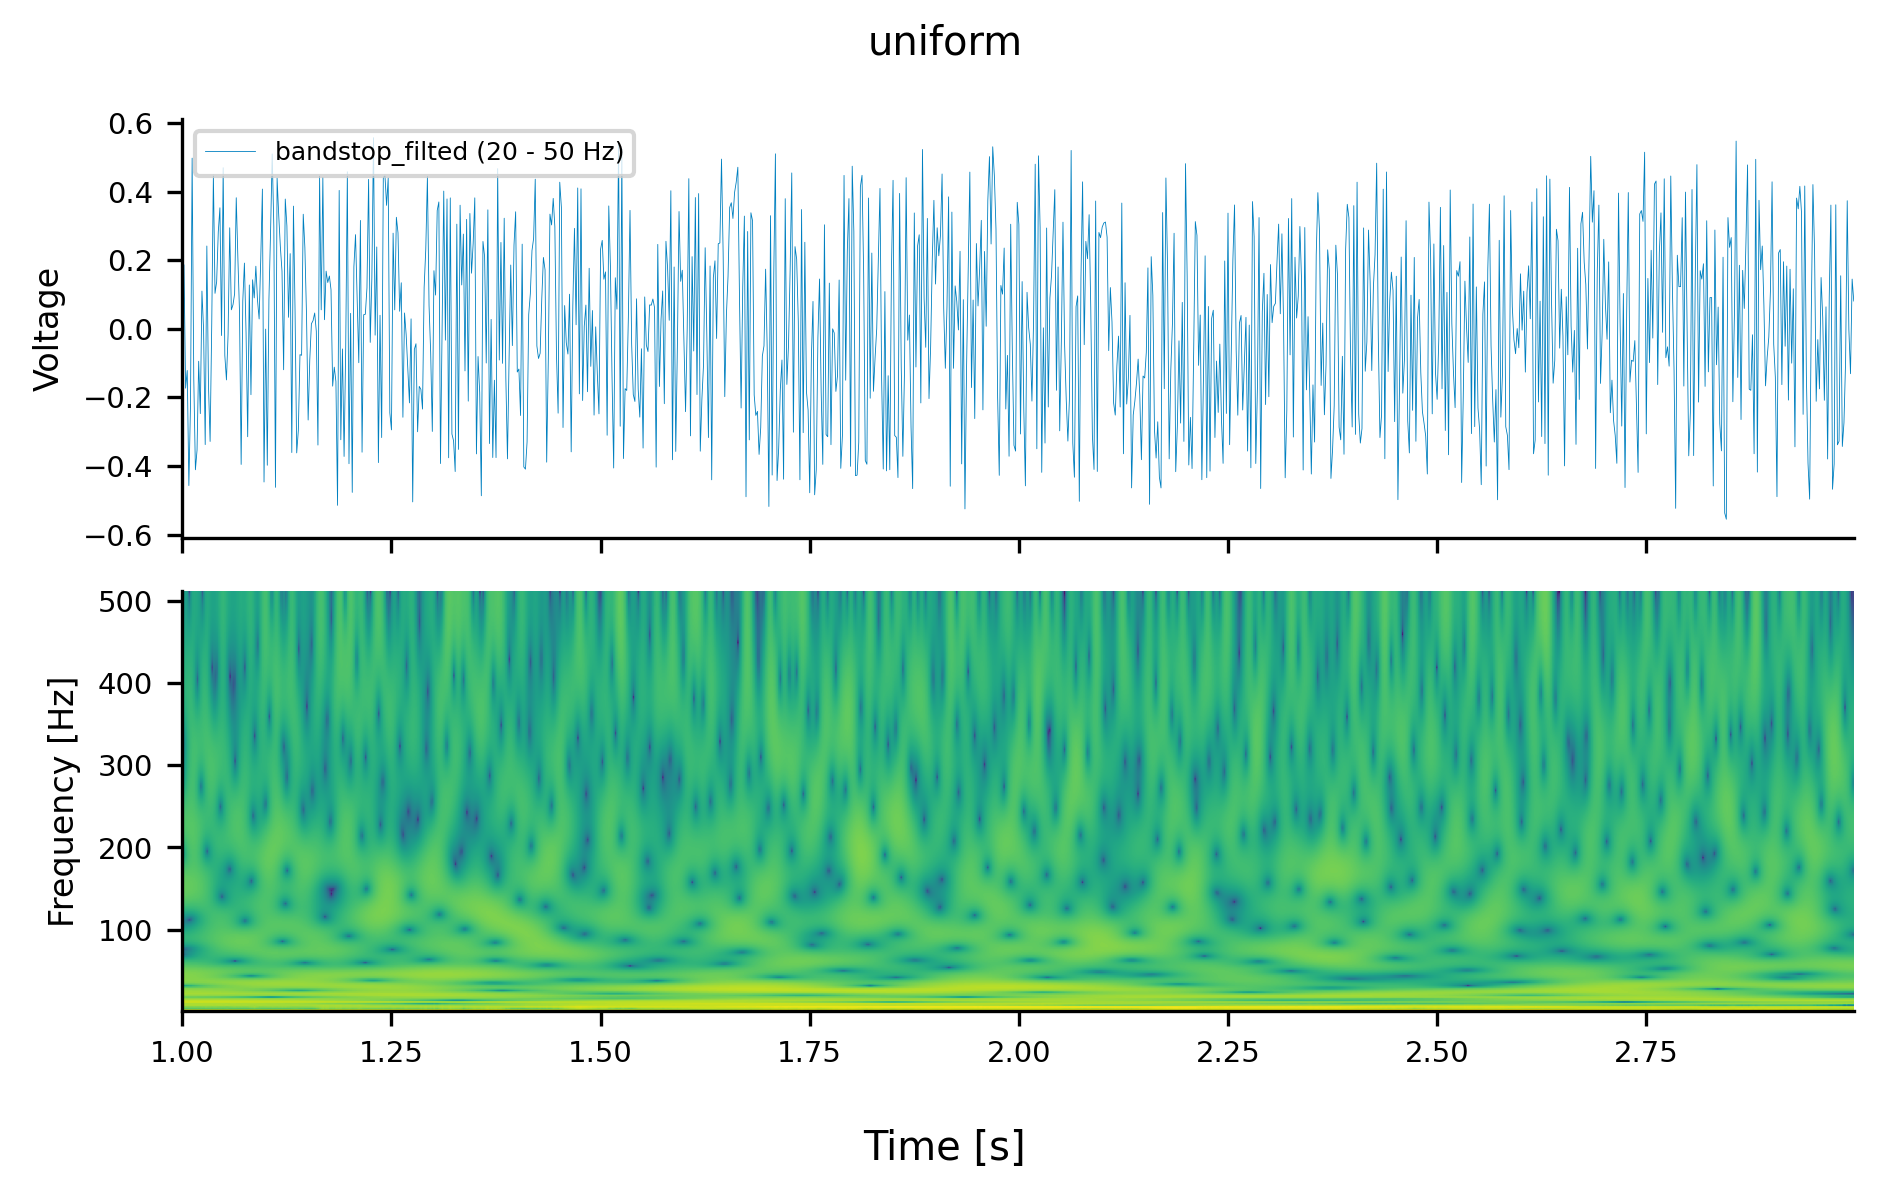 uniform
0.6
bandstop_filted (20 - 50 Hz)
0.4
0.2
0.0
−0.2
−0.4
−0.6
Voltage
500
400
300
200
100
Frequency [Hz]
1.00 1.25 1.50 1.75 2.00 2.25 2.50 2.75
Time [s]